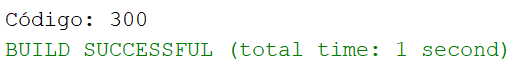 Código: 300
BUILD SUCCESSFUL (total time: 1 second)